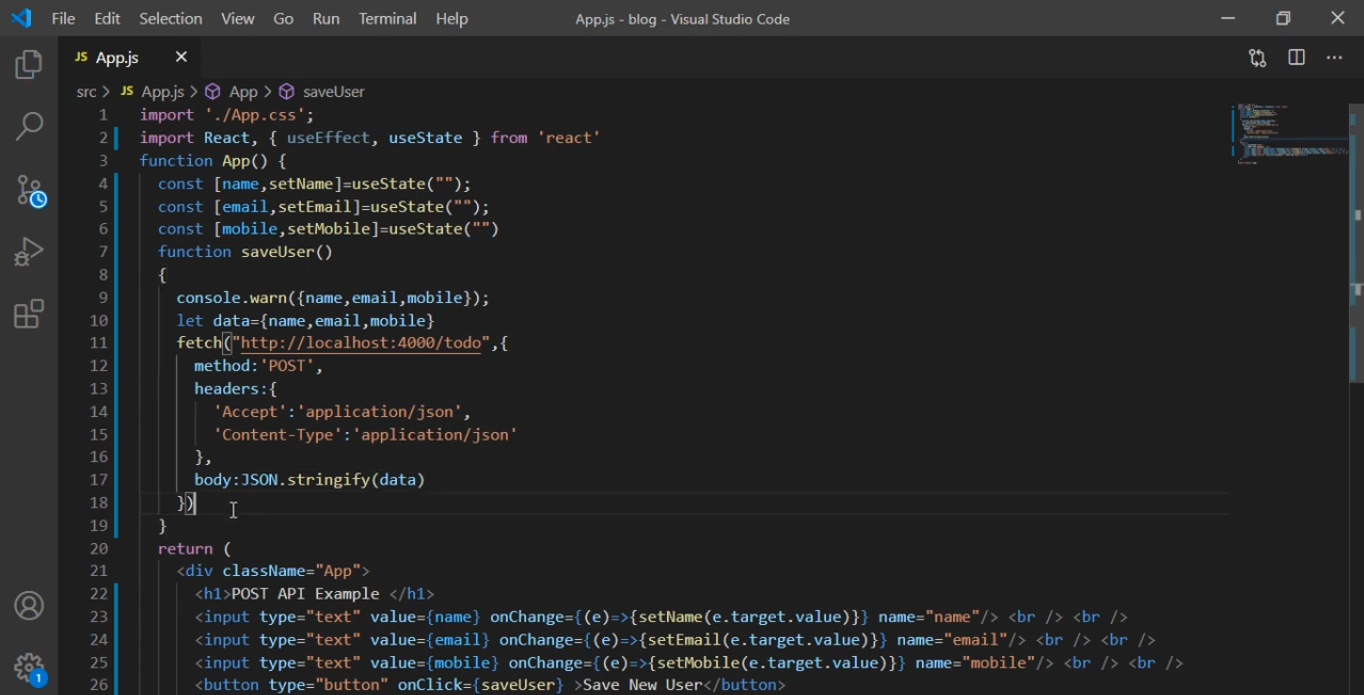 File Edit Selection View Go Run Terminal Help App.js - blog - Visual Studio Code
JS App.js
src > JS App.js > App > saveUser
1 import './App.css';
2 import React, { useEffect, useState } from 'react'
3 function App() {
4 const [name,setName]=useState("");
5 const [email,setEmail]=useState("");
6 const [mobile,setMobile]=useState("")
7 function saveUser()
8 {
9 console.warn({name,email,mobile});
10 let data={name,email,mobile}
11 fetch("http://localhost:4000/todo",{
12 method:'POST',
13 headers:{
14 'Accept':'application/json',
15 'Content-Type':'application/json'
16 },
17 body:JSON.stringify(data)
18 })
19 }
20 return (
21 <div className="App">
22 <h1>POST API Example </h1>
23 <input type="text" value={name} onChange={(e)=>{setName(e.target.value)}} name="name"/> <br /> <br />
24 <input type="text" value={email} onChange={(e)=>{setEmail(e.target.value)}} name="email"/> <br /> <br />
25 <input type="text" value={mobile} onChange={(e)=>{setMobile(e.target.value)}} name="mobile"/> <br /> <br />
26 <button type="button" onClick={saveUser} >Save New User</button>
1